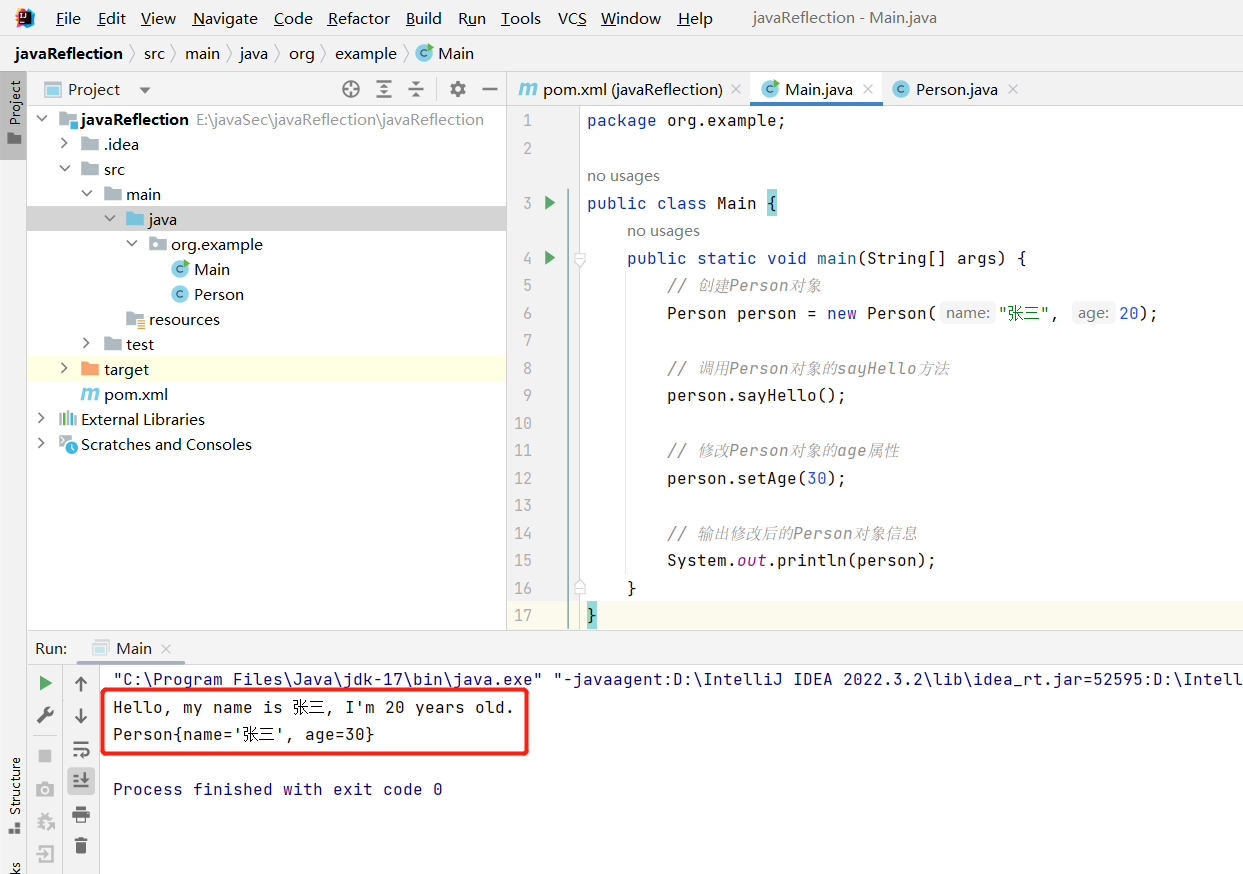 File Edit View Navigate Code Refactor Build Run Tools VCS Window Help javaReflection - Main.java
javaReflection src main java org example Main
Project
Project
javaReflection E:\javaSec\javaReflection\javaReflection
.idea
src
main
java
org.example
Main
Person
resources
test
target
pom.xml
External Libraries
Scratches and Consoles
pom.xml (javaReflection) Main.java Person.java
1 package org.example;
2
no usages
3 public class Main {
no usages
4 public static void main(String[] args) {
5 // 创建Person对象
6 Person person = new Person( name: "张三", age: 20);
7
8 // 调用Person对象的sayHello方法
9 person.sayHello();
10
11 // 修改Person对象的age属性
12 person.setAge(30);
13
14 // 输出修改后的Person对象信息
15 System.out.println(person);
16 }
17 }
Run: Main
"C:\Program Files\Java\jdk-17\bin\java.exe" "-javaagent:D:\IntelliJ IDEA 2022.3.2\lib\idea_rt.jar=52595:D:\Intell
Hello, my name is 张三, I'm 20 years old.
Person{name='张三', age=30}
Process finished with exit code 0
Structure